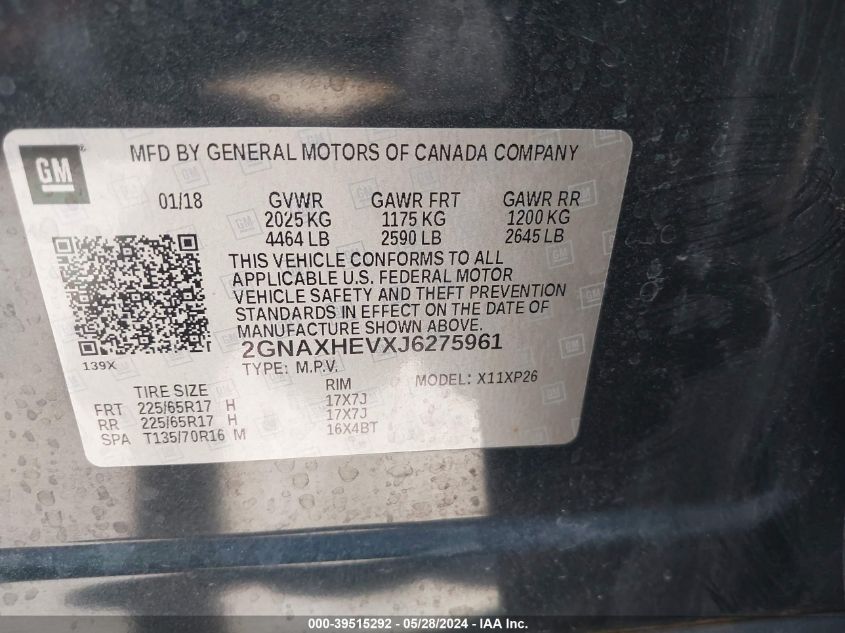 GM
MFD BY GENERAL MOTORS OF CANADA COMPANY
01/18 GVWR GAWR FRT GAWR RR
2025 KG 1175 KG 1200 KG
4464 LB 2590 LB 2645 LB
THIS VEHICLE CONFORMS TO ALL
APPLICABLE U.S. FEDERAL MOTOR
VEHICLE SAFETY AND THEFT PREVENTION
STANDARDS IN EFFECT ON THE DATE OF
MANUFACTURE SHOWN ABOVE.
2GNAXHEVXJ6275961
139X
TYPE: M.P.V. MODEL: X11XP26
TIRE SIZE RIM
FRT 225/65R17 H 17X7J
RR 225/65R17 H 17X7J
SPA T135/70R16 M 16X4BT
000-39515292 - 05/28/2024 - IAAI.com